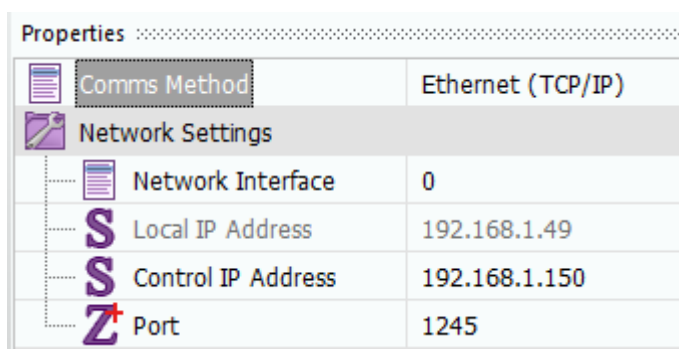 Properties
Comms Method Ethernet (TCP/IP)
Network Settings
Network Interface 0
S Local IP Address 192.168.1.49
S Control IP Address 192.168.1.150
Z+ Port 1245